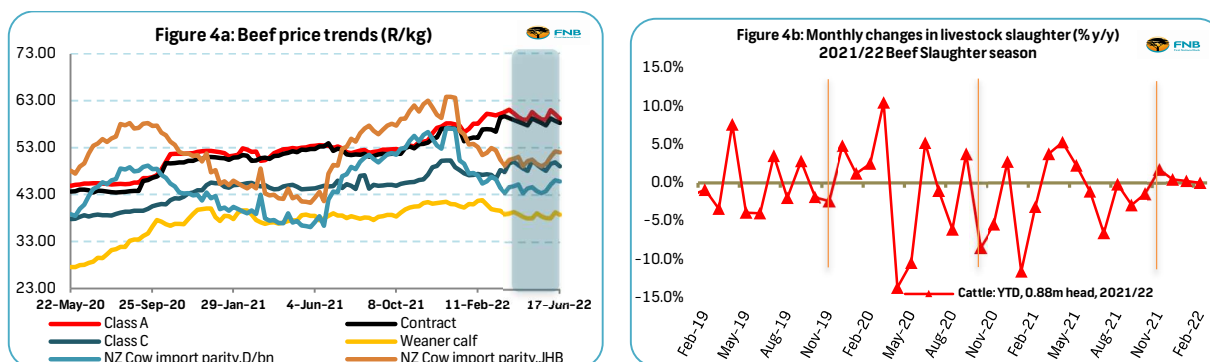 Figure 4a: Beef price trends (R/kg)
FNB
73.00
63.00
53.00
43.00
33.00
23.00
22-May-20
25-Sep-20
29-Jan-21
4-Jun-21
8-Oct-21
11-Feb-22
17-Jun-22
Class A
Contract
Class C
Weaner calf
NZ Cow import parity,D/bn
NZ Cow import parity,JHB
Figure 4b: Monthly changes in livestock slaughter (% y/y)
2021/22 Beef Slaughter season
FNB
15.0%
10.0%
5.0%
0.0%
-5.0%
-10.0%
-15.0%
Cattle: YTD, 0.88m head, 2021/22
Feb-19
May-19
Aug-19
Nov-19
Feb-20
May-20
Aug-20
Nov-20
Feb-21
May-21
Aug-21
Nov-21
Feb-22